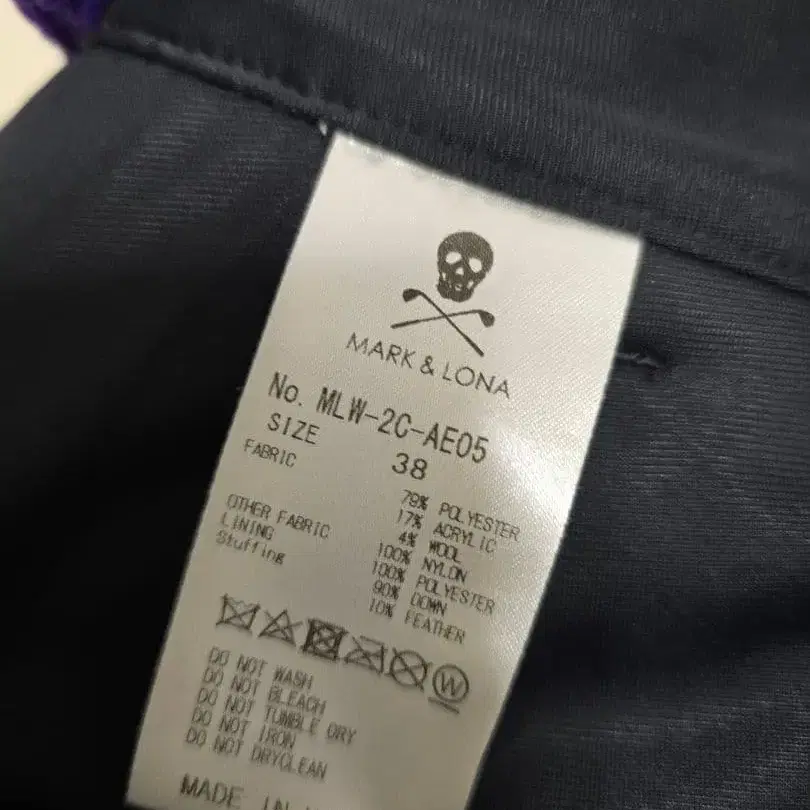 MARK & LONA
No. MLW-2C-AE05
SIZE 38
FABRIC 79% POLYESTER
17% ACRYLIC
4% WOOL
OTHER FABRIC 100% NYLON
LINING 100% POLYESTER
Stuffing 90% DOWN
10% FEATHER
W
DO NOT WASH
DO NOT BLEACH
DO NOT TUMBLE DRY
DO NOT IRON
DO NOT DRYCLEAN
MADE IN